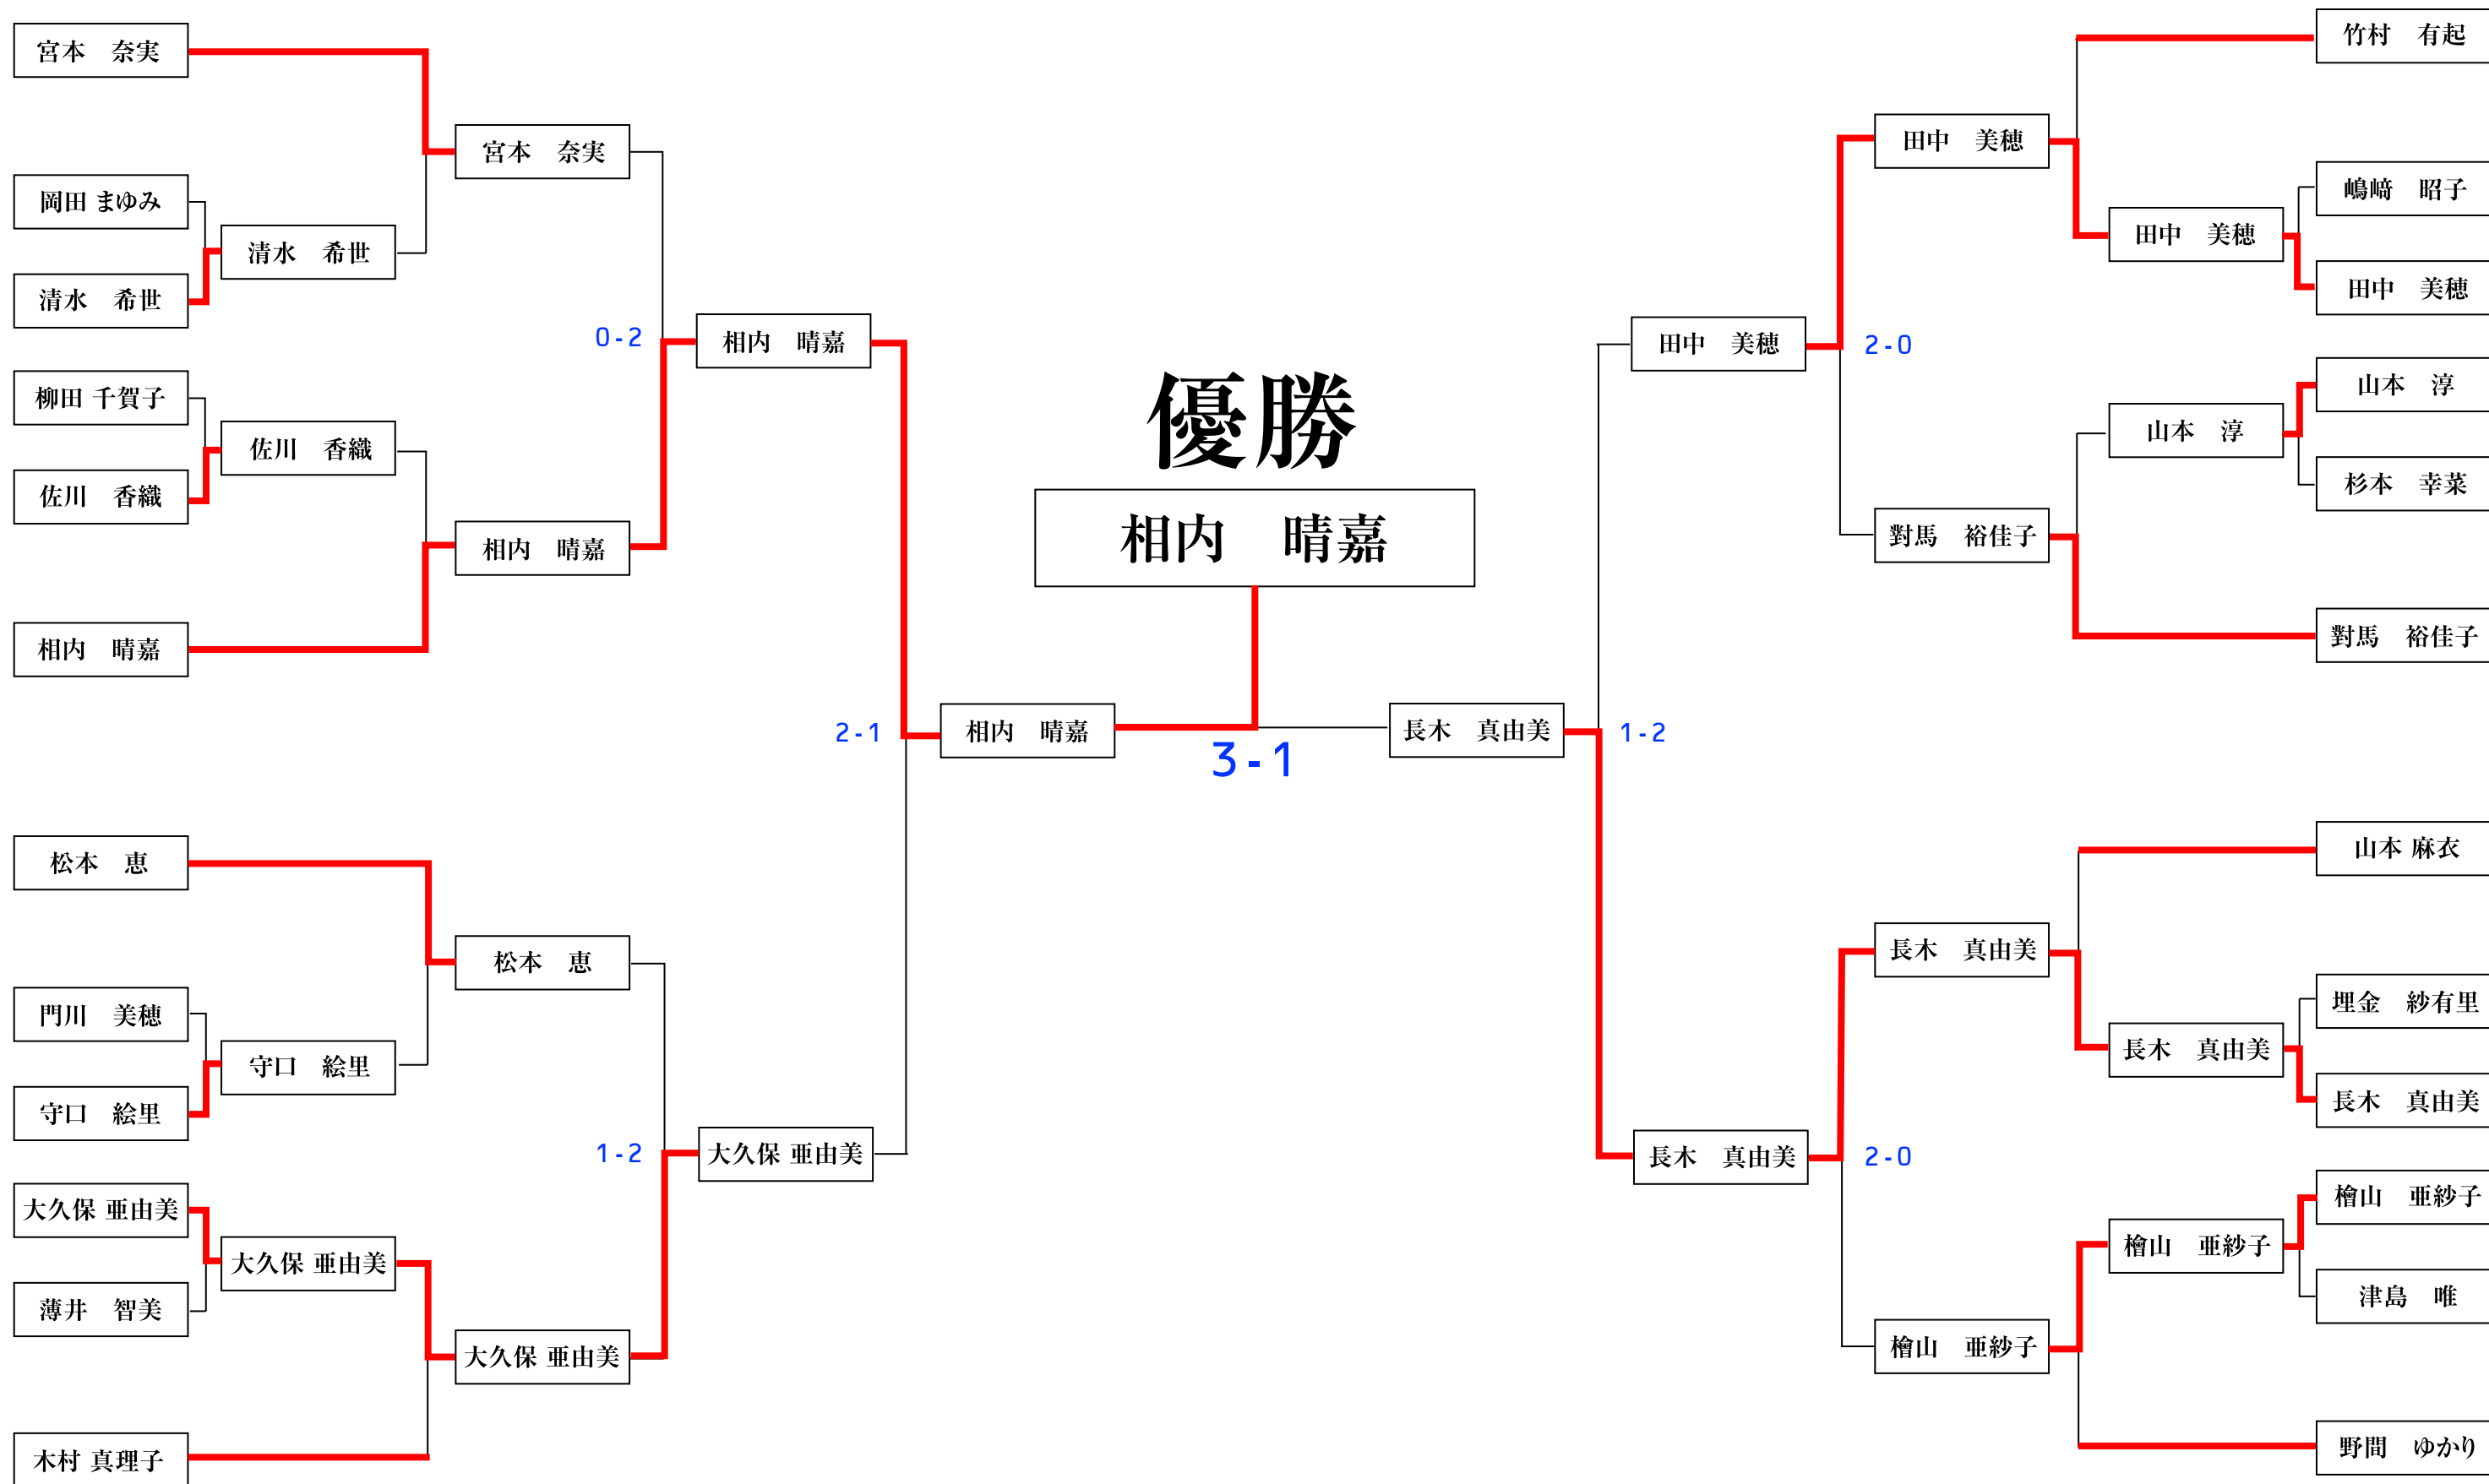 宮本　奈実
岡田 まゆみ
清水　希世
柳田 千賀子
佐川　香織
相内　晴嘉
松本　恵
門川　美穂
守口　絵里
大久保 亜由美
薄井　智美
木村 真理子
清水　希世
佐川　香織
守口　絵里
大久保 亜由美
宮本　奈実
相内　晴嘉
松本　恵
大久保 亜由美
0-2
1-2
相内　晴嘉
大久保 亜由美
2-1
相内　晴嘉
優勝
相内　晴嘉
3-1
長木　真由美
1-2
田中　美穂
長木　真由美
2-0
2-0
田中　美穂
對馬　裕佳子
長木　真由美
檜山　亜紗子
田中　美穂
山本　淳
長木　真由美
檜山　亜紗子
竹村　有起
嶋﨑　昭子
田中　美穂
山本　淳
杉本　幸菜
對馬　裕佳子
山本 麻衣
埋金　紗有里
長木　真由美
檜山　亜紗子
津島　唯
野間　ゆかり